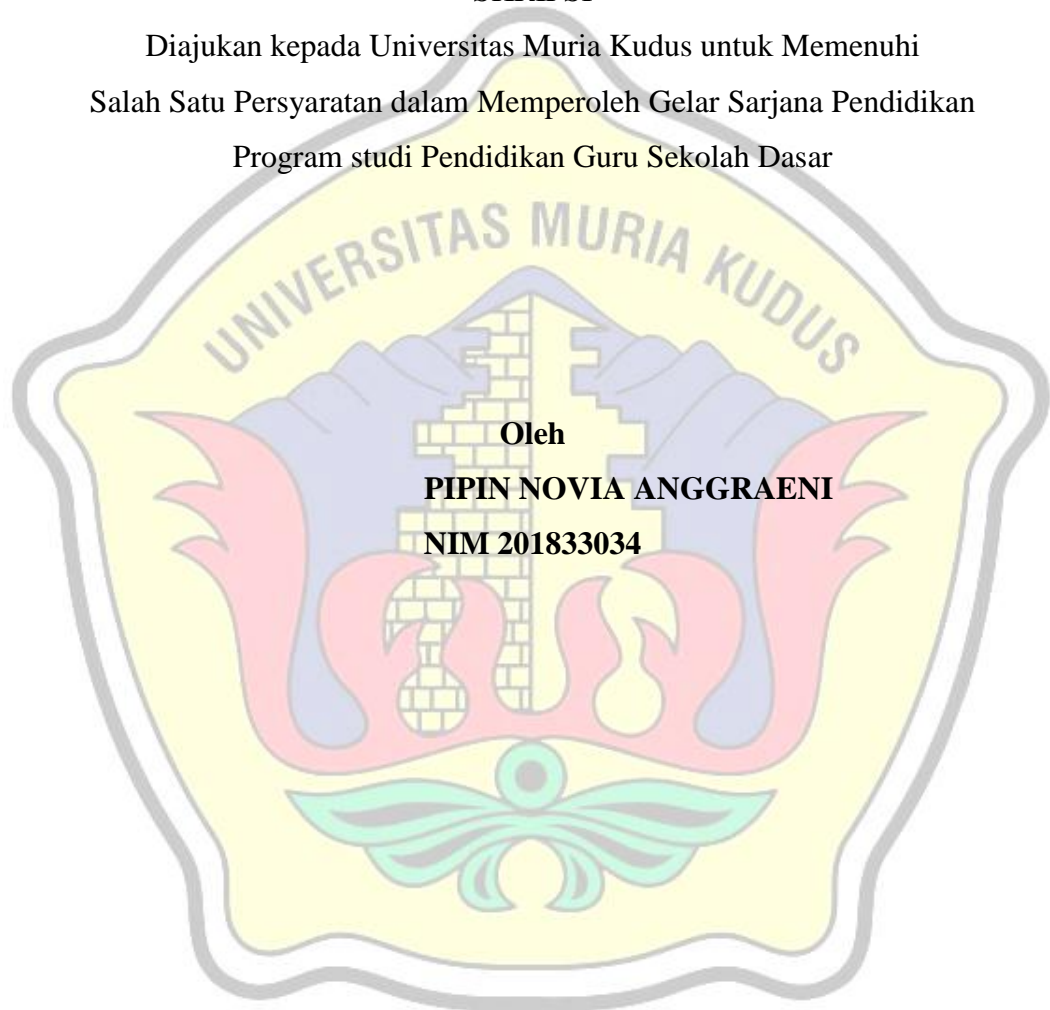 Diajukan kepada Universitas Muria Kudus untuk Memenuhi
Salah Satu Persyaratan dalam Memperoleh Gelar Sarjana Pendidikan
Program studi Pendidikan Guru Sekolah Dasar
UNIVERSITAS MURIA KUDUS
Oleh
PIPIN NOVIA ANGGRAENI
NIM 201833034